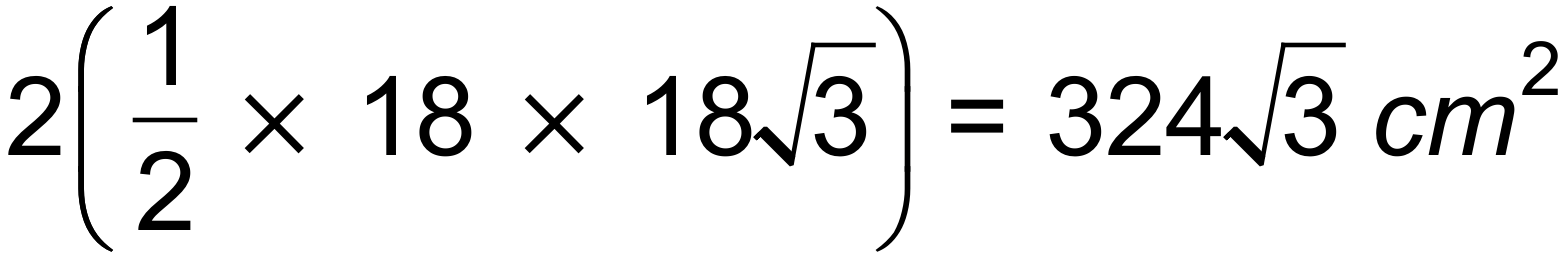 2(1/2 × 18 × 18√3) = 324√3 cm²